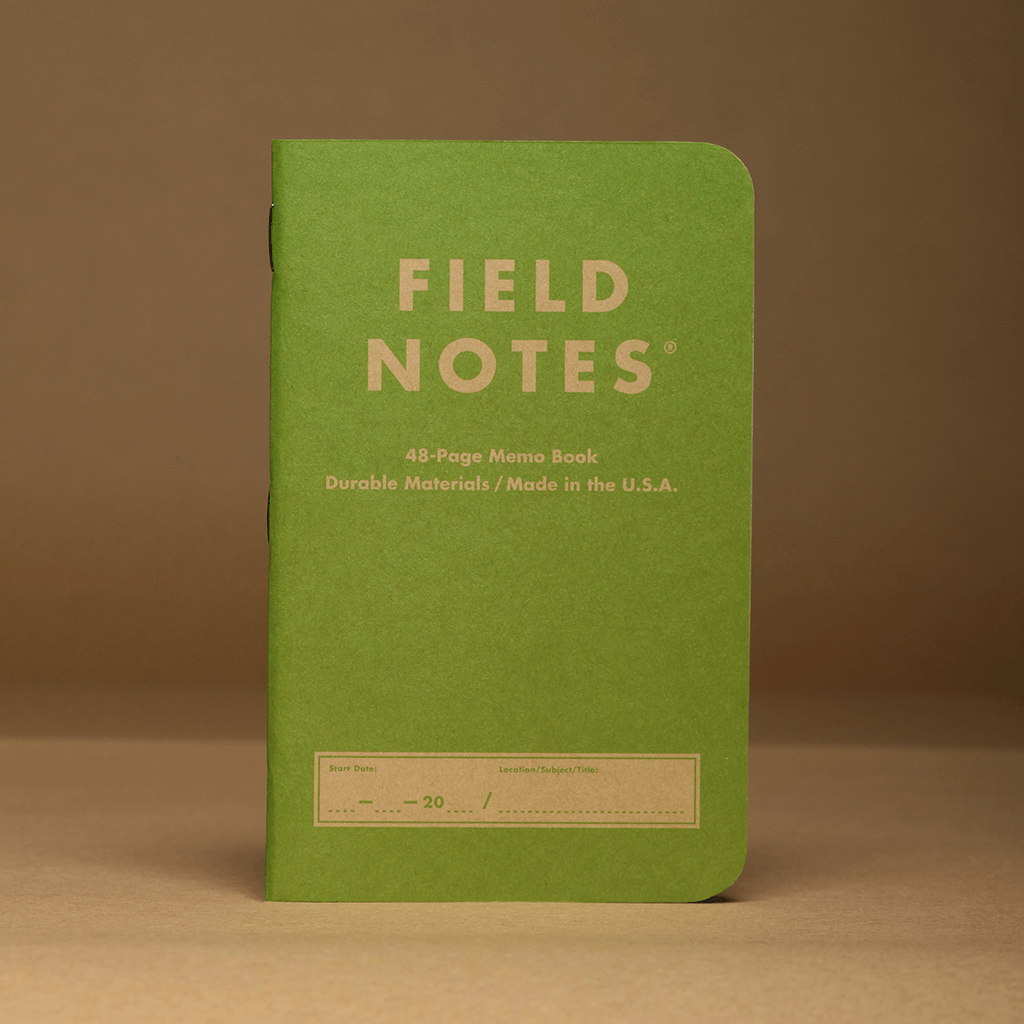 FIELD
NOTES®
48-Page Memo Book
Durable Materials / Made in the U.S.A.
Start Date: Location/Subject/Title:
— — 20 /